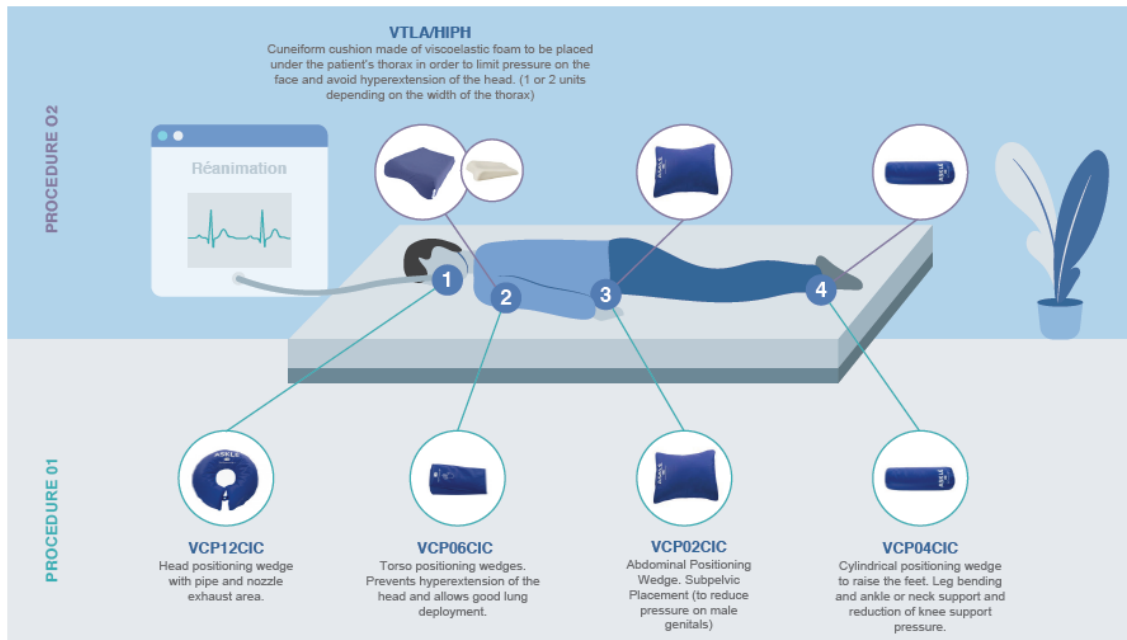 VTLA/HIPH
Cuneiform cushion made of viscoelastic foam to be placed
under the patient's thorax in order to limit pressure on the
face and avoid hyperextension of the head. (1 or 2 units
depending on the width of the thorax)
PROCEDURE O2
Réanimation
ASKLE
ASKLE
1
2
3
4
PROCEDURE 01
ASKLE
ASKLE
ASKLE
VCP12CIC
Head positioning wedge
with pipe and nozzle
exhaust area.
VCP06CIC
Torso positioning wedges.
Prevents hyperextension of the
head and allows good lung
deployment.
VCP02CIC
Abdominal Positioning
Wedge. Subpelvic
Placement (to reduce
pressure on male
genitals)
VCP04CIC
Cylindrical positioning wedge
to raise the feet. Leg bending
and ankle or neck support and
reduction of knee support
pressure.